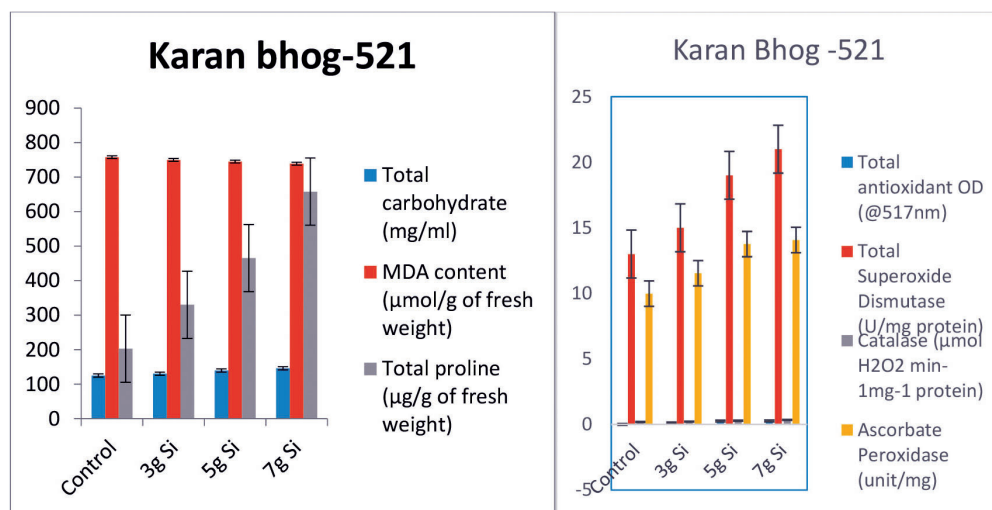 Karan bhog-521
900
800
700
600
500
400
300
200
100
0
Control
3g Si
5g Si
7g Si
Total
carbohydrate
(mg/ml)
MDA content
(μmol/g of fresh
weight)
Total proline
(μg/g of fresh
weight)
Karan Bhog -521
25
20
15
10
5
0
-5
Control
3g Si
5g Si
7g Si
Total
antioxidant OD
(@517nm)
Total
Superoxide
Dismutase
(U/mg protein)
Catalase (μmol
H2O2 min-
1mg-1 protein)
Ascorbate
Peroxidase
(unit/mg)